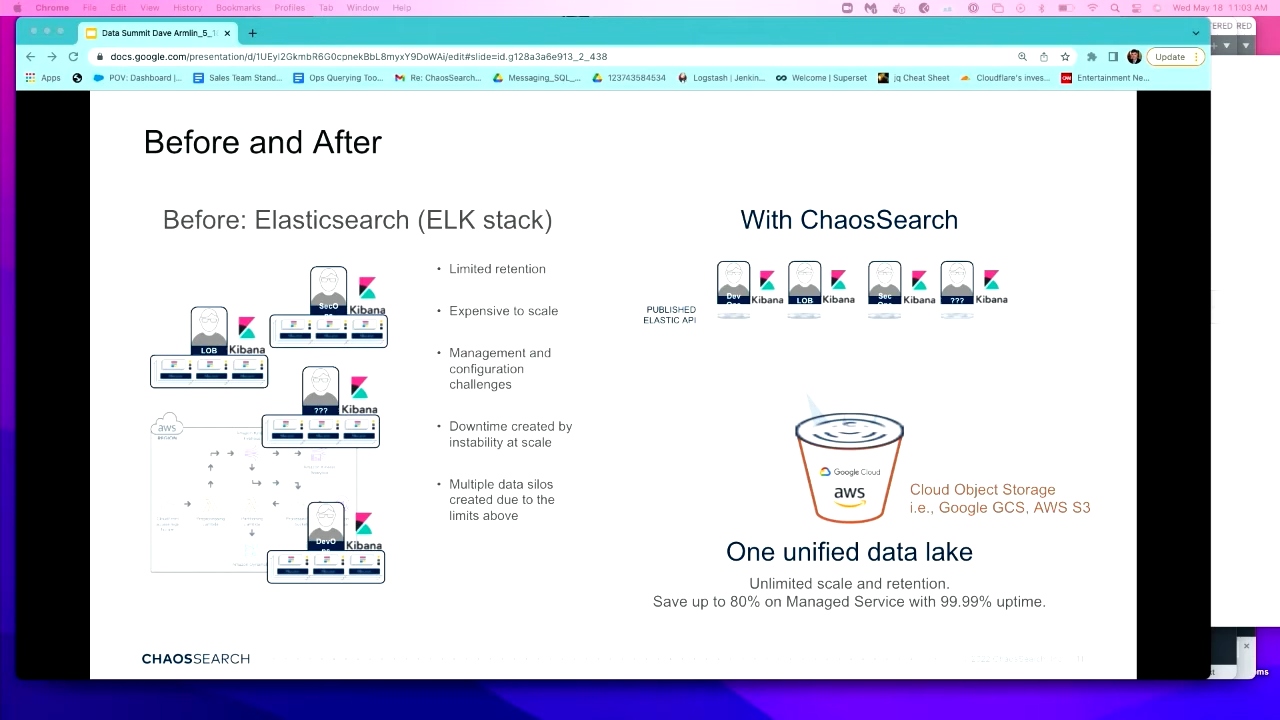 Chrome File Edit View History Bookmarks Profiles Tab Window Help
Wed May 18 11:03 AM
Data Summit Dave Armlin_5_1
docs.google.com/presentation/d/1UEyl2GkmbR6G0cpnekBbL8myxY9DoWAi/edit#slide=id.g128a3a6e913_2_438
Update
Apps POV: Dashboard |... Sales Team Stand... Ops Querying Too... Re: ChaosSearch... Messaging_SQL_... 123743584534 Logstash | Jenkin... Welcome | Superset jq Cheat Sheet Cloudflare's inves... Entertainment Ne...
Before and After
Before: Elasticsearch (ELK stack)
SecO
Kibana
LOB
Kibana
???
Kibana
aws
REGION
DevO
Kibana
• Limited retention
• Expensive to scale
• Management and
configuration
challenges
• Downtime created by
instability at scale
• Multiple data silos
created due to the
limits above
With ChaosSearch
PUBLISHED
ELASTIC API
Dev
Kibana
LOB
Kibana
Sec
Kibana
???
Kibana
Google Cloud
aws
Cloud Object Storage
i.e., Google GCS, AWS S3
One unified data lake
Unlimited scale and retention.
Save up to 80% on Managed Service with 99.99% uptime.
CHAOSSEARCH